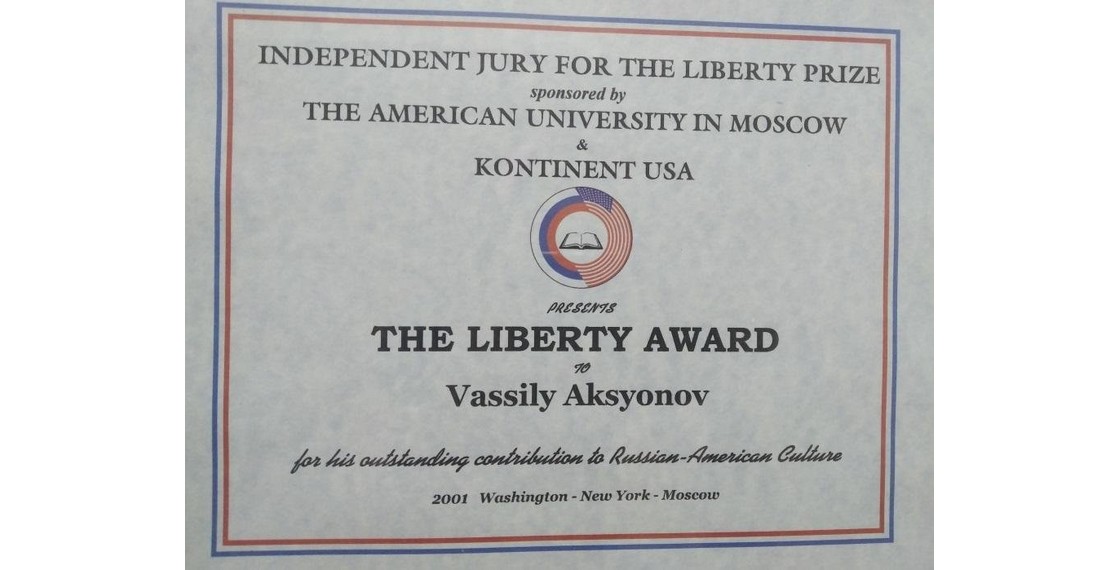 INDEPENDENT JURY FOR THE LIBERTY PRIZE
sponsored by
THE AMERICAN UNIVERSITY IN MOSCOW
&
KONTINENT USA
PRESENTS
THE LIBERTY AWARD
TO
Vassily Aksyonov
for his outstanding contribution to Russian-American Culture
2001 Washington - New York - Moscow